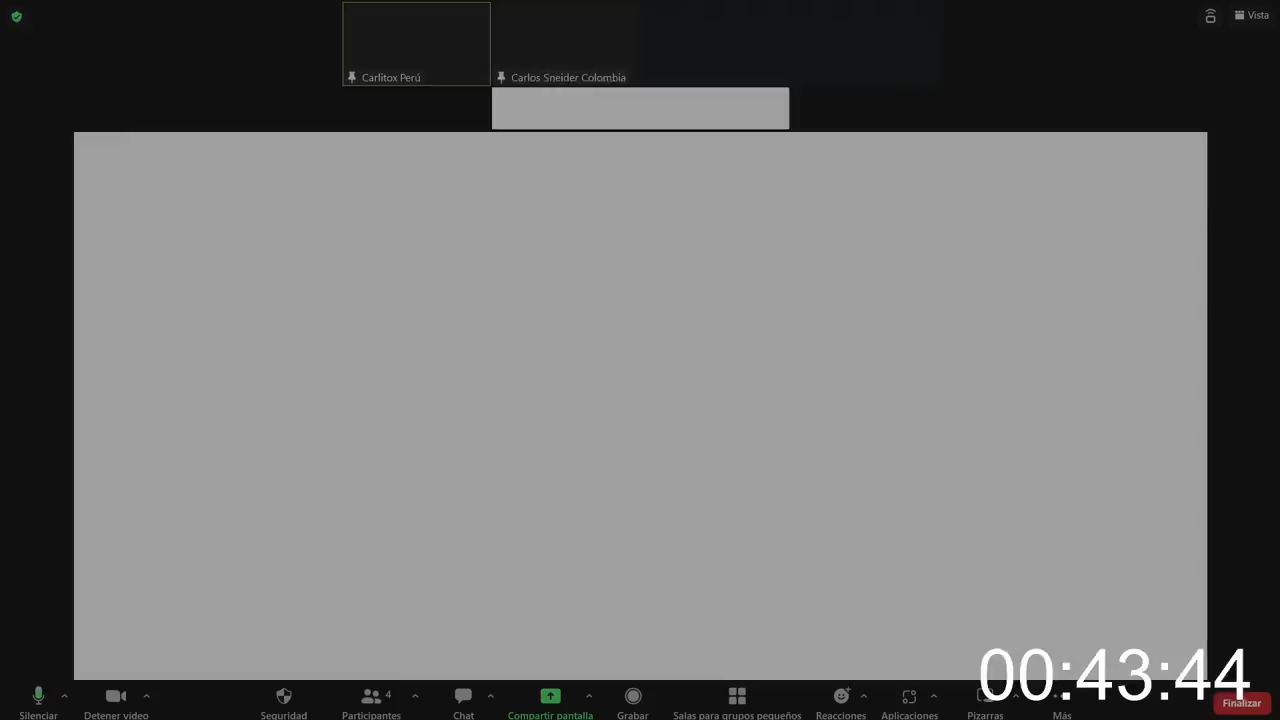 Vista
Carlitox Perú
Carlos Sneider Colombia
00:43:44
4
Silenciar
Detener video
Seguridad
Participantes
Chat
Compartir pantalla
Grabar
Salas para grupos pequeños
Reacciones
Aplicaciones
Pizarras
Más
Finalizar